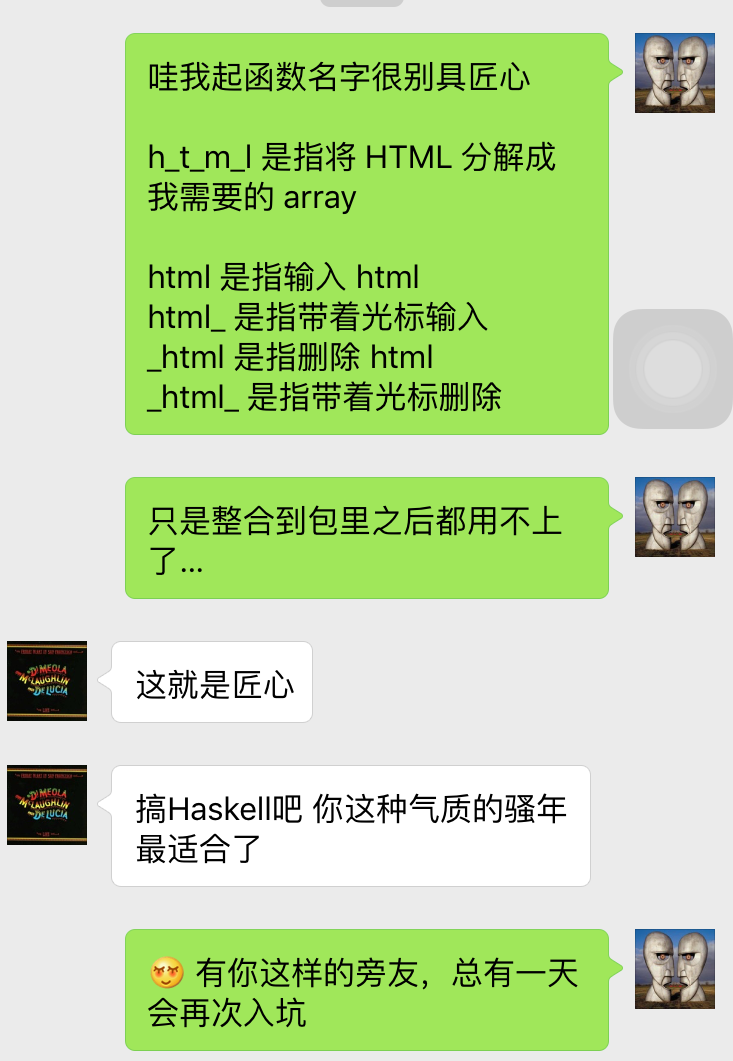 哇我起函数名字很别具匠心
h_t_m_l 是指将 HTML 分解成
我需要的 array
html 是指输入 html
html_ 是指带着光标输入
_html 是指删除 html
_html_ 是指带着光标删除
只是整合到包里之后都用不上
了...
这就是匠心
搞Haskell吧 你这种气质的骚年
最适合了
有你这样的旁友，总有一天
会再次入坑
DI MEOLA
McLAUGHLIN
DE LUCIA
DI MEOLA
McLAUGHLIN
DE LUCIA